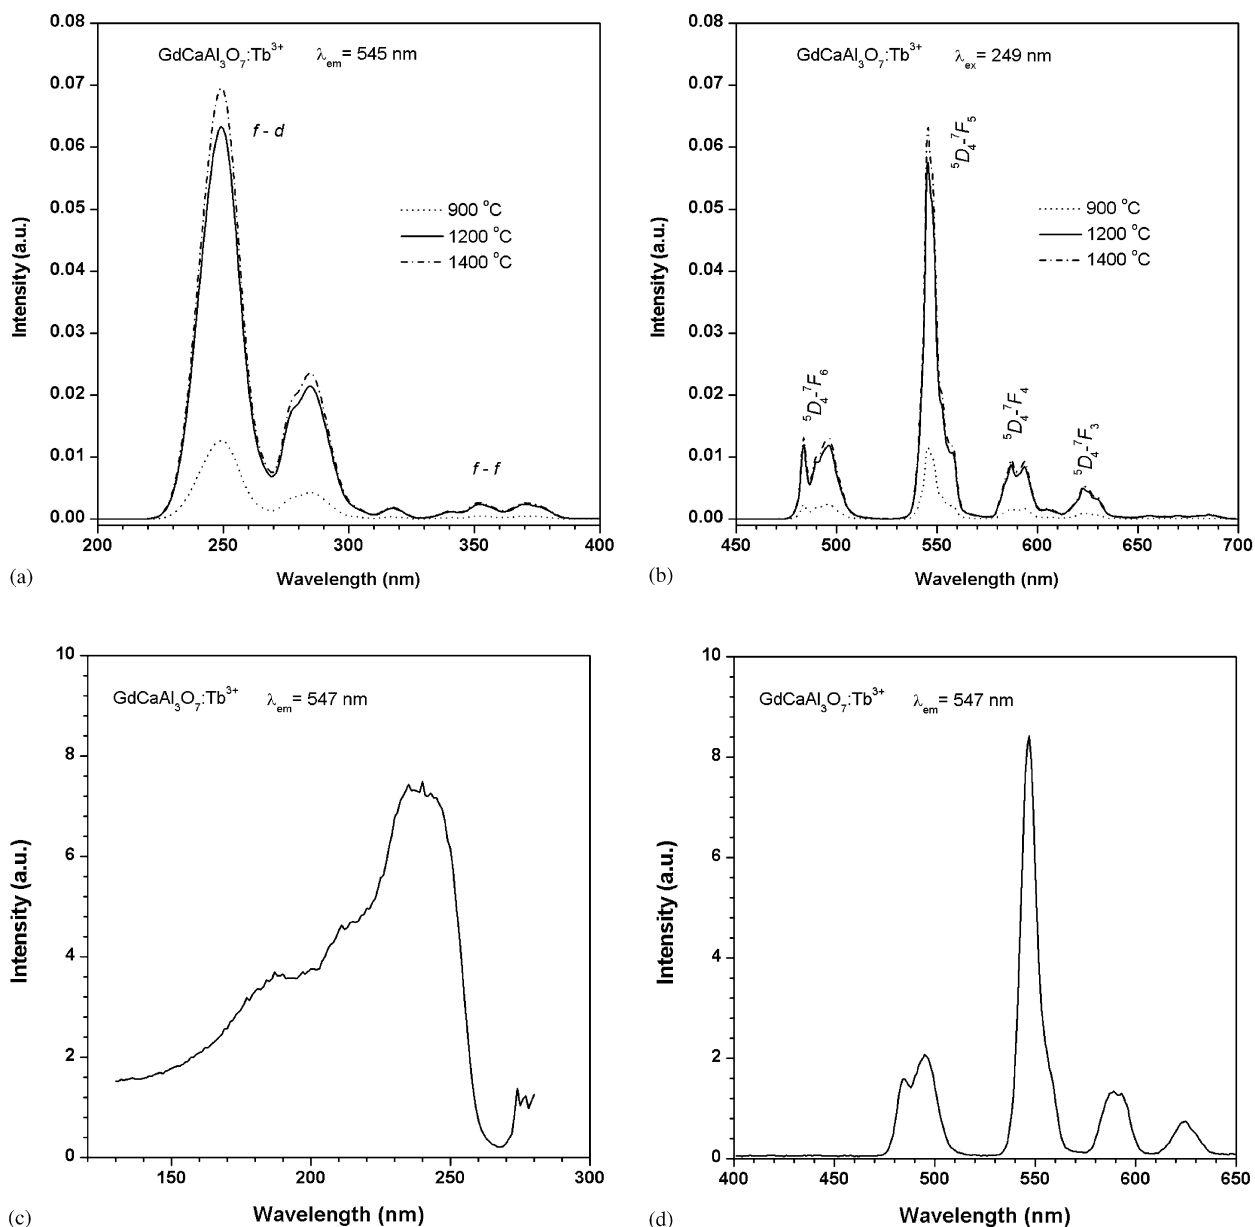 0.08
0.07
0.06
0.05
0.04
0.03
0.02
0.01
0.00
200 250 300 350 400
Intensity (a.u.)
Wavelength (nm)
GdCaAl₃O₇:Tb³⁺ λem= 545 nm
f - d
900 °C
1200 °C
1400 °C
f - f
(a)
0.08
0.07
0.06
0.05
0.04
0.03
0.02
0.01
0.00
450 500 550 600 650 700
Intensity (a.u.)
Wavelength (nm)
GdCaAl₃O₇:Tb³⁺ λex= 249 nm
⁵D₄-⁷F₅
900 °C
1200 °C
1400 °C
⁵D₄-⁷F₆
⁵D₄-⁷F₄
⁵D₄-⁷F₃
(b)
10
8
6
4
2
0
150 200 250 300
Intensity (a.u.)
Wavelength (nm)
GdCaAl₃O₇:Tb³⁺ λem= 547 nm
(c)
10
8
6
4
2
0
400 450 500 550 600 650
Intensity (a.u.)
Wavelength (nm)
GdCaAl₃O₇:Tb³⁺ λem= 547 nm
(d)